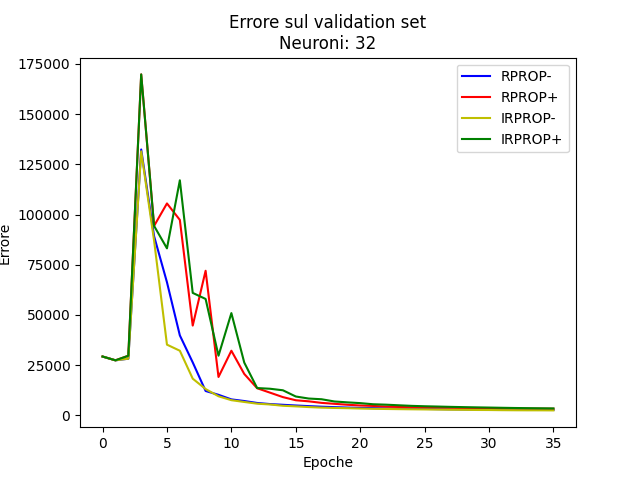 Errore sul validation set
Neuroni: 32
175000
150000
125000
100000
75000
50000
25000
0
Errore
RPROP-
RPROP+
IRPROP-
IRPROP+
0 5 10 15 20 25 30 35
Epoche